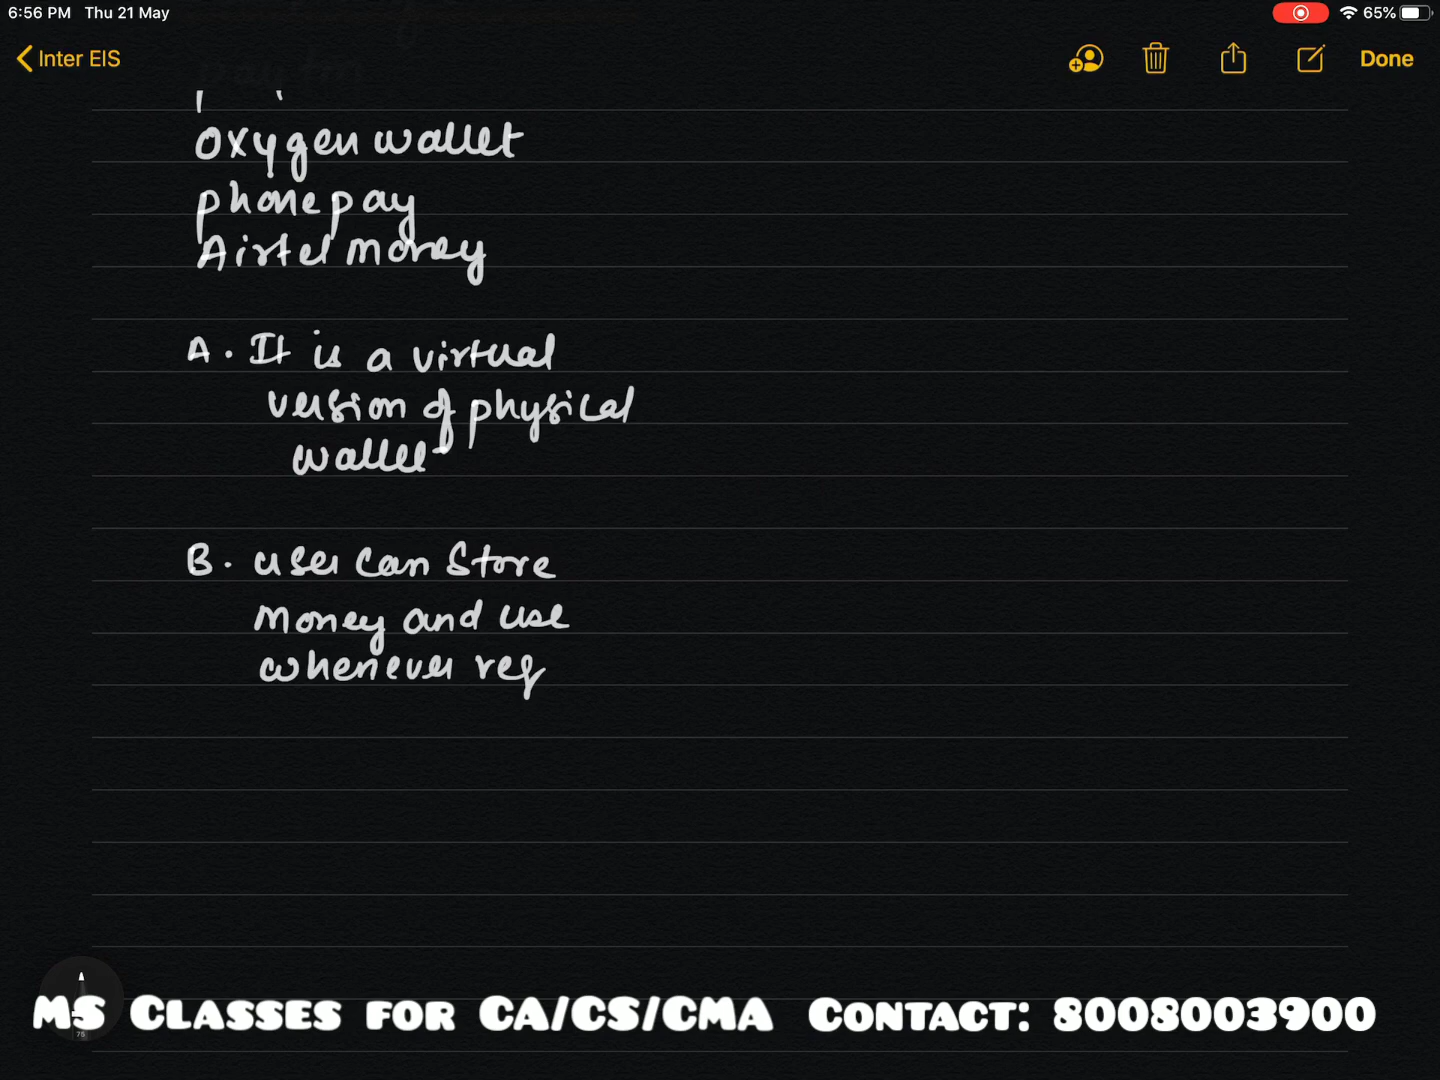 6:56 PM Thu 21 May
65%
Inter EIS
Done
oxygen wallet
phonepay
Airtel money
A. It is a virtual
version of physical
wallet
B. user can store
money and use
whenever req
75
MS Classes for CA/CS/CMA Contact: 8008003900